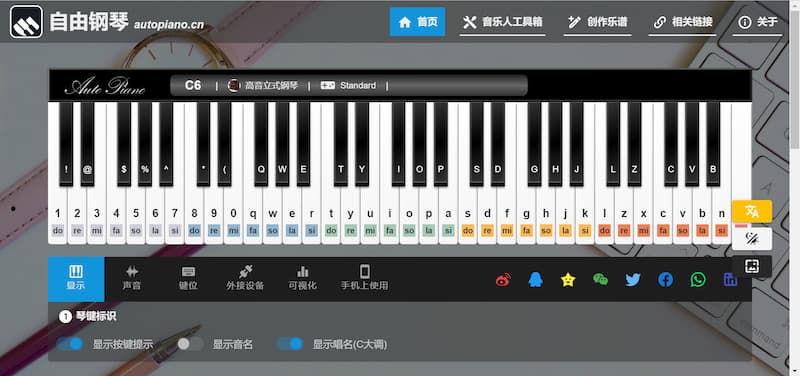 自由钢琴 autopiano.cn
首页 音乐人工具箱 创作乐谱 相关链接 关于
Auto Piano C6 | 高音立式钢琴 | Standard |
! @ $ % ^ * ( Q W E T Y I O P S D G H J L Z C V B
1 2 3 4 5 6 7 8 9 0 q w e r t y u i o p a s d f g h j k l z x c v b n
do re mi fa so la si do re mi fa so la si do re mi fa so la si do re mi fa so la si do re mi fa so la si
显示 声音 键位 外接设备 可视化 手机上使用
1 琴键标识
显示按键提示 显示音名 显示唱名(C大调)
command